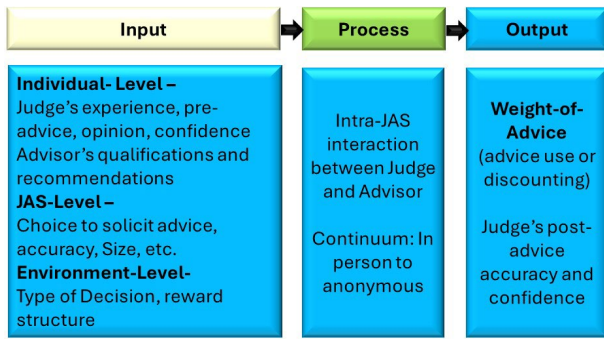 Input
Process
Output
Individual- Level –
Judge's experience, pre-
advice, opinion, confidence
Advisor's qualifications and
recommendations
JAS-Level –
Choice to solicit advice,
accuracy, Size, etc.
Environment-Level-
Type of Decision, reward
structure
Intra-JAS
interaction
between Judge
and Advisor
Continuum: In
person to
anonymous
Weight-of-
Advice
(advice use or
discounting)
Judge's post-
advice
accuracy and
confidence